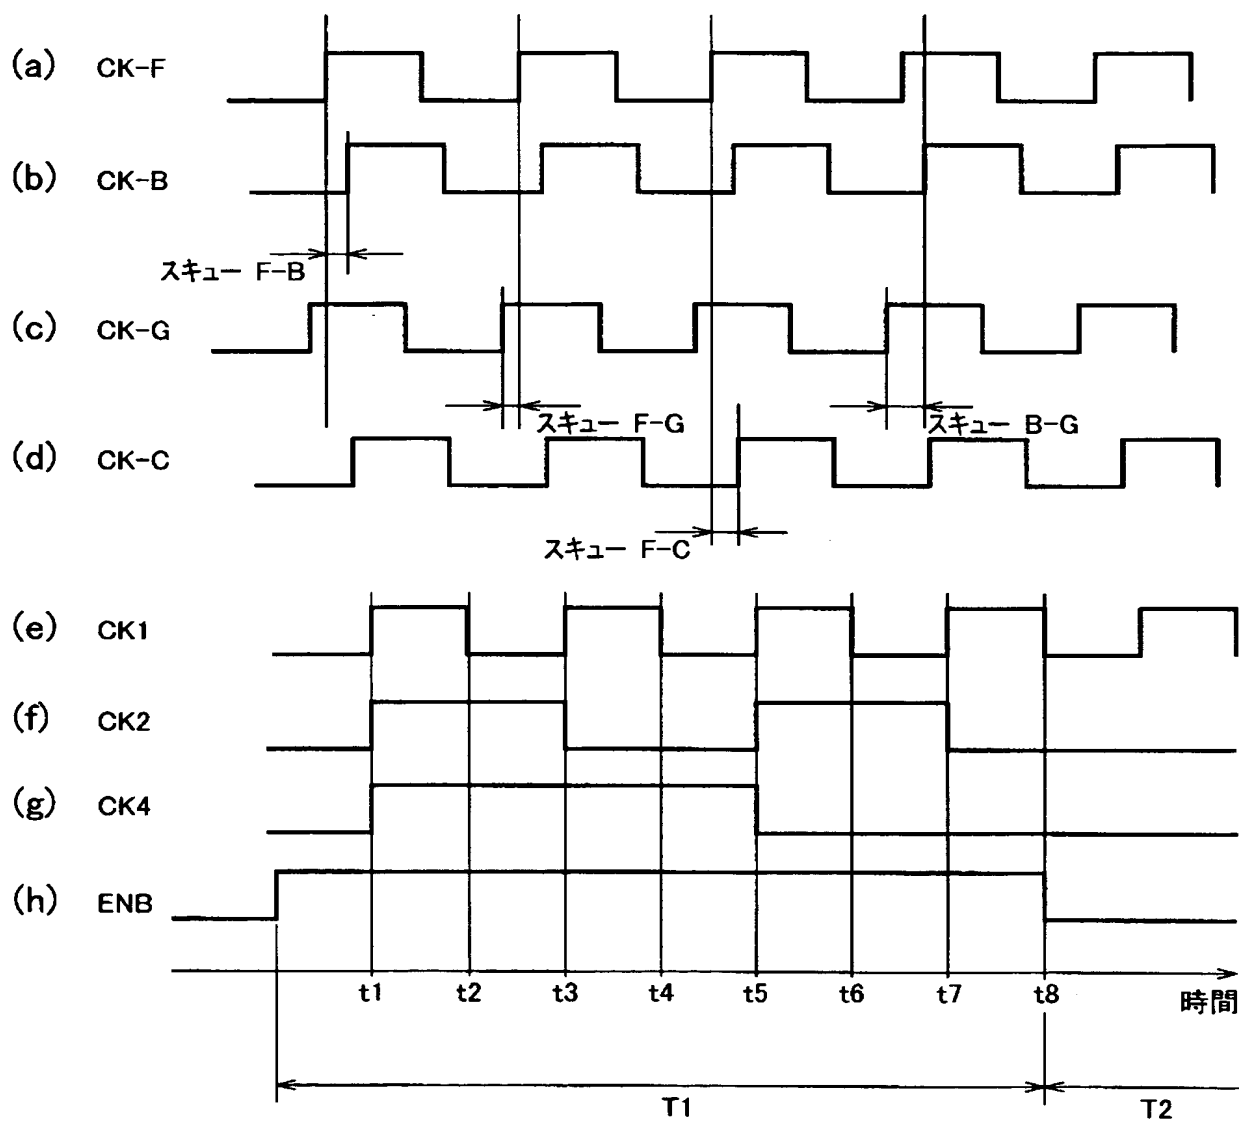 (a) CK-F
(b) CK-B
スキュー F-B
(c) CK-G
スキュー F-G
スキュー B-G
(d) CK-C
スキュー F-C
(e) CK1
(f) CK2
(g) CK4
(h) ENB
t1 t2 t3 t4 t5 t6 t7 t8 時間
T1 T2